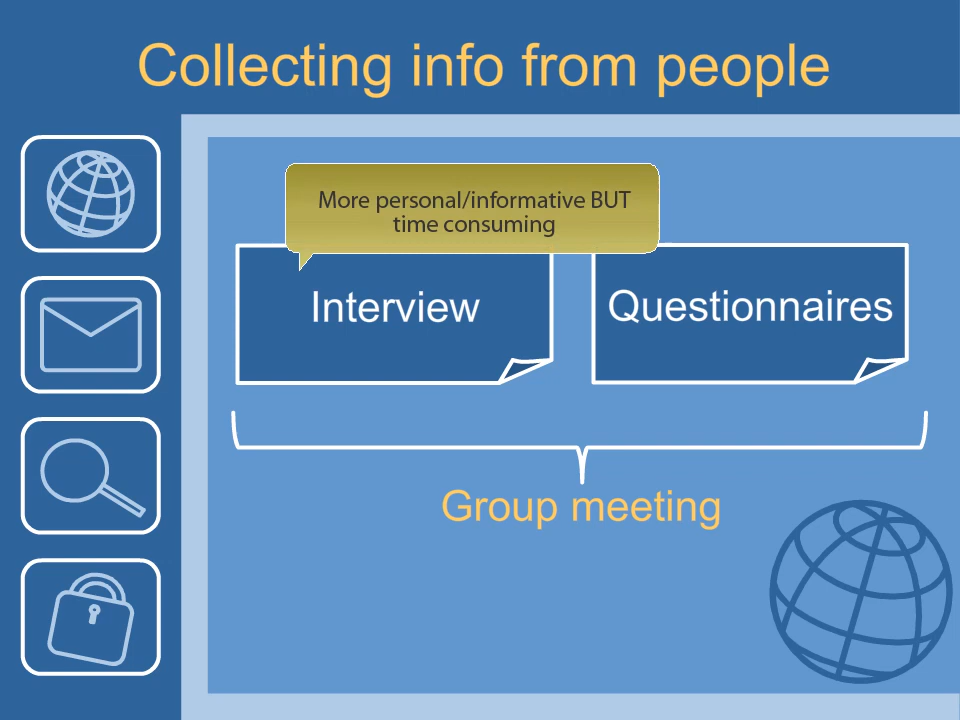 Collecting info from people
More personal/informative BUT
time consuming
Interview
Questionnaires
Group meeting